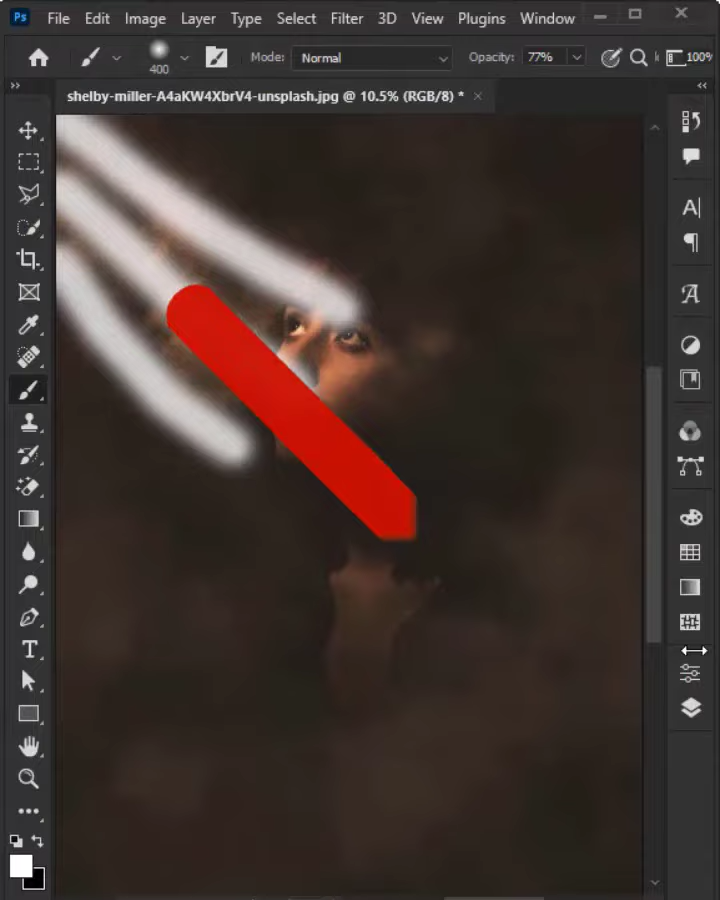 Ps File Edit Image Layer Type Select Filter 3D View Plugins Window
400 Mode: Normal Opacity: 77% 100%
shelby-miller-A4aKW4XbrV4-unsplash.jpg @ 10.5% (RGB/8) * ×